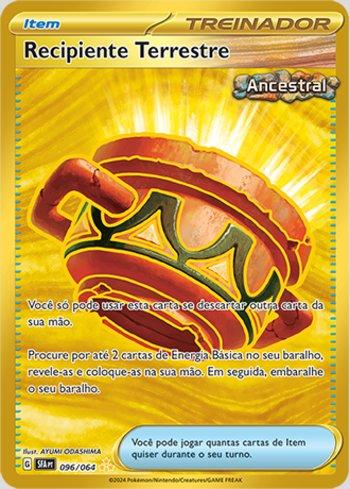 Item
TREINADOR
Recipiente Terrestre
Ancestral
Você só pode usar esta carta se descartar outra carta da
sua mão.
Procure por até 2 cartas de Energia Básica no seu baralho,
revele-as e coloque-as na sua mão. Em seguida, embaralhe
o seu baralho.
Ilust. AYUMI ODASHIMA
G SFA PT 096/064
Você pode jogar quantas cartas de Item
quiser durante o seu turno.
©2024 Pokémon/Nintendo/Creatures/GAME FREAK